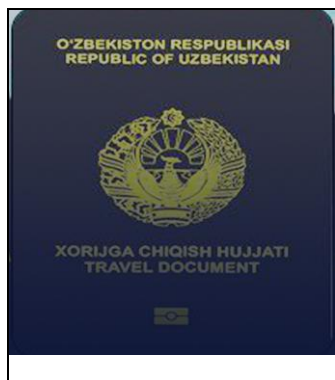 O‘ZBEKISTON RESPUBLIKASI
REPUBLIC OF UZBEKISTAN
XORIJGA CHIQISH HUJJATI
TRAVEL DOCUMENT